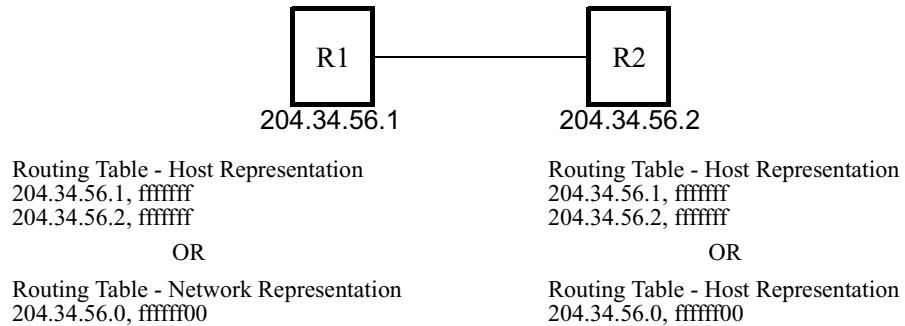 R1
R2
204.34.56.1
204.34.56.2
Routing Table - Host Representation
204.34.56.1, fffffff
204.34.56.2, fffffff
OR
Routing Table - Network Representation
204.34.56.0, ffffff00
Routing Table - Host Representation
204.34.56.1, fffffff
204.34.56.2, fffffff
OR
Routing Table - Host Representation
204.34.56.0, ffffff00